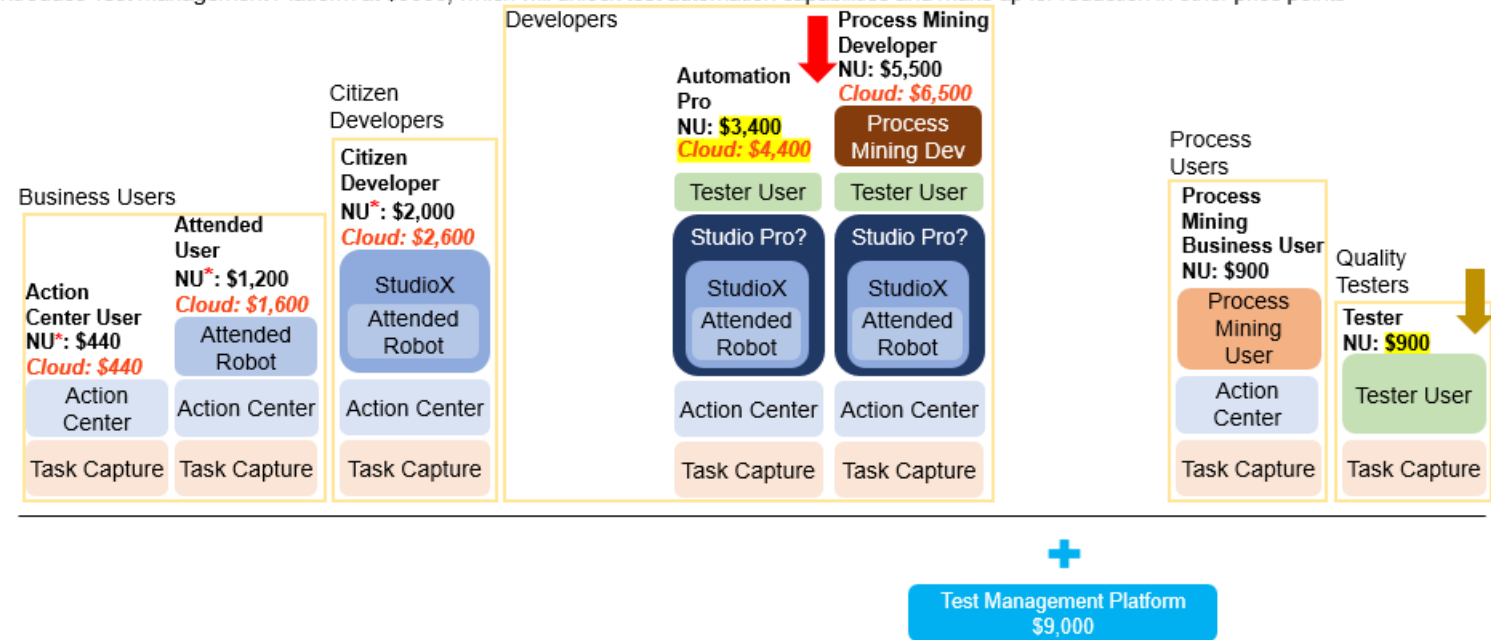 Developers
Process Mining
Developer
NU: $5,500
Cloud: $6,500
Process
Mining Dev
Tester User
Studio Pro?
StudioX
Attended
Robot
Action Center
Task Capture
Automation
Pro
NU: $3,400
Cloud: $4,400
Tester User
Studio Pro?
StudioX
Attended
Robot
Action Center
Task Capture
Citizen
Developers
Citizen
Developer
NU*: $2,000
Cloud: $2,600
StudioX
Attended
Robot
Action Center
Task Capture
Business Users
Attended
User
NU*: $1,200
Cloud: $1,600
Attended
Robot
Action Center
Task Capture
Action
Center User
NU*: $440
Cloud: $440
Action
Center
Task Capture
Process
Users
Process
Mining
Business User
NU: $900
Process
Mining
User
Action
Center
Task Capture
Quality
Testers
Tester
NU: $900
Tester User
Task Capture
Test Management Platform
$9,000